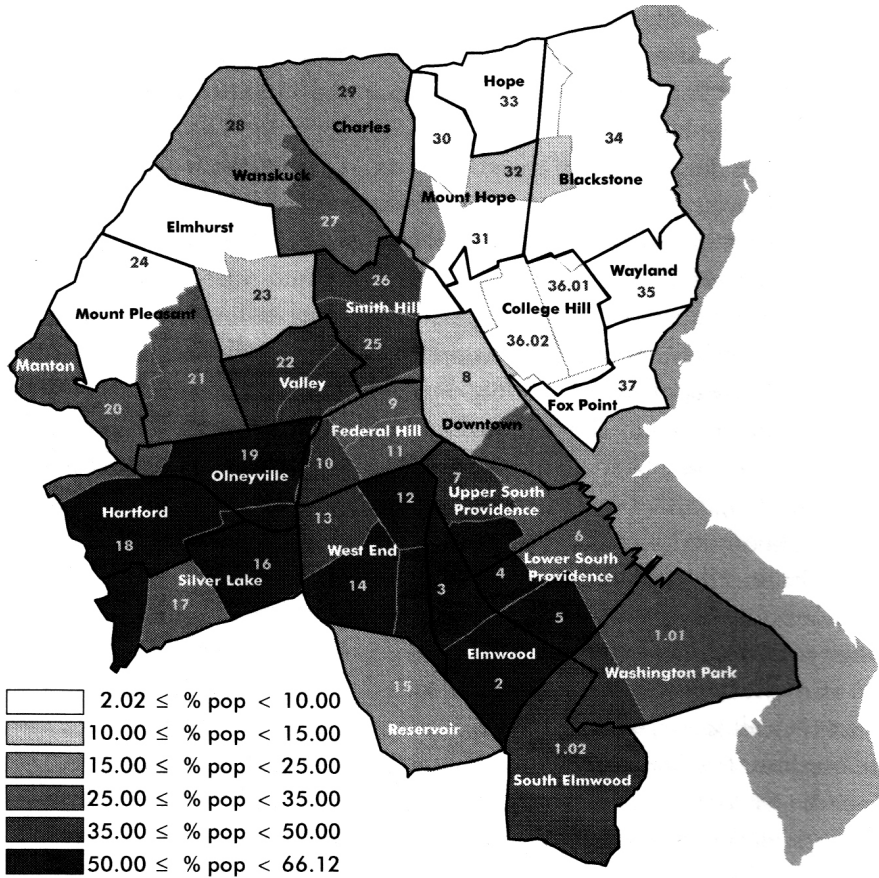 Hope
33
29
Charles
28
30
34
32
Wanskuck
Blackstone
Mount Hope
27
Elmhurst
31
24
26
36.01
Wayland
35
23
Smith Hill
College Hill
Mount Pleasant
36.02
25
22
Valley
Manton
21
8
37
20
Fox Point
9
Downtown
Federal Hill
19
11
10
Olneyville
7
Upper South
Providence
12
Hartford
13
6
18
West End
Lower South
Providence
16
Silver Lake
14
4
3
17
5
1.01
Elmwood
2
Washington Park
15
Reservoir
1.02
South Elmwood
2.02 ≤ % pop < 10.00
10.00 ≤ % pop < 15.00
15.00 ≤ % pop < 25.00
25.00 ≤ % pop < 35.00
35.00 ≤ % pop < 50.00
50.00 ≤ % pop < 66.12